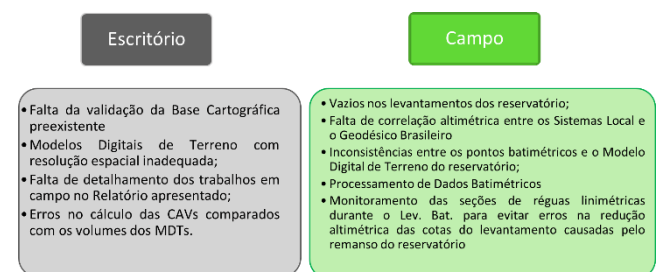 Escritório
• Falta da validação da Base Cartográfica
preexistente
• Modelos Digitais de Terreno com
resolução espacial inadequada;
• Falta de detalhamento dos trabalhos em
campo no Relatório apresentado;
• Erros no cálculo das CAVs comparados
com os volumes dos MDTs.
Campo
• Vazios nos levantamentos dos reservatório;
• Falta de correlação altimétrica entre os Sistemas Local e
o Geodésico Brasileiro
• Inconsistências entre os pontos batimétricos e o Modelo
Digital de Terreno do reservatório;
• Processamento de Dados Batimétricos
• Monitoramento das seções de réguas linimétricas
durante o Lev. Bat. para evitar erros na redução
altimétrica das cotas do levantamento causadas pelo
remanso do reservatório